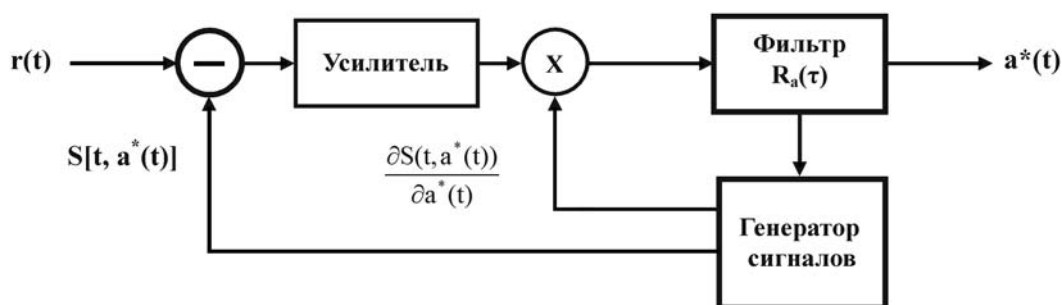 r(t)
−
Усилитель
X
Фильтр
Rₐ(τ)
a*(t)
S[t, a*(t)]
∂S(t, a*(t))
∂a*(t)
Генератор
сигналов